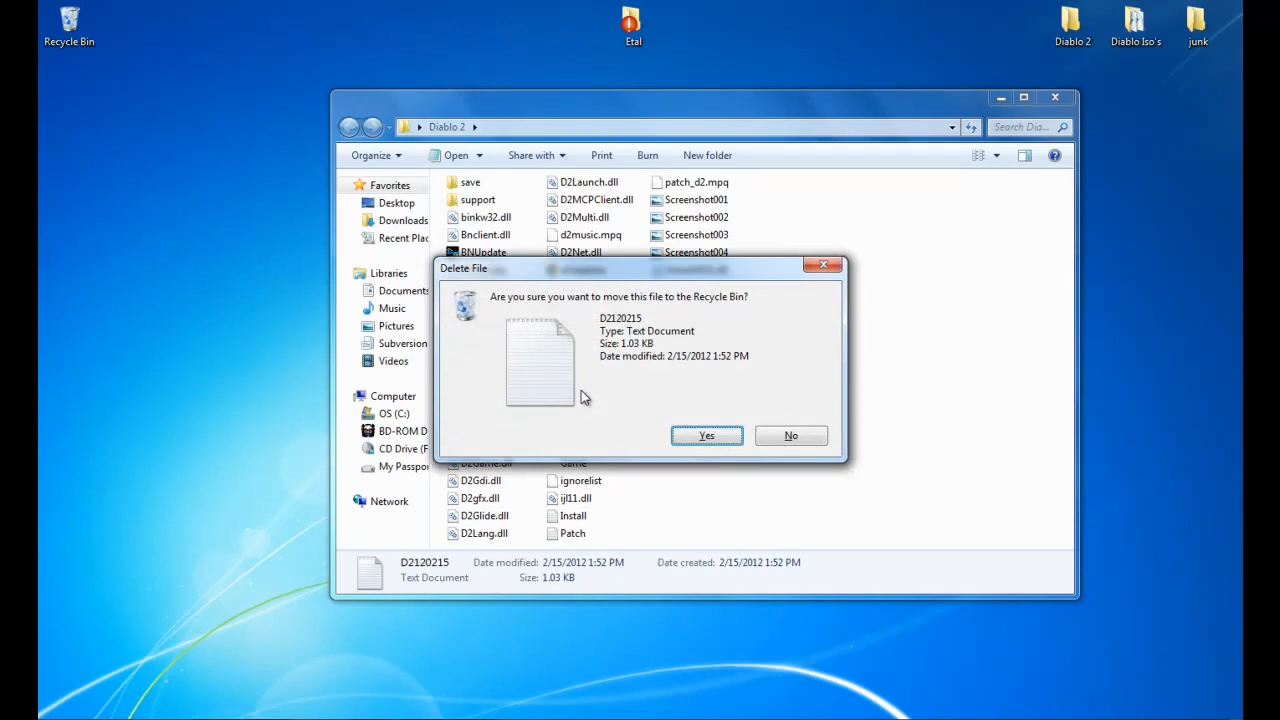 Recycle Bin
Etal
Diablo 2
Diablo Iso's
junk
Diablo 2
Search Dia...
Organize
Open
Share with
Print
Burn
New folder
Favorites
Desktop
Downloads
Recent Plac
Libraries
Documents
Music
Pictures
Subversion
Videos
Computer
OS (C:)
BD-ROM D
CD Drive (F
My Passpo
Network
save
support
binkw32.dll
Bnclient.dll
BNUpdate
D2Launch.dll
D2MCPClient.dll
D2Multi.dll
d2music.mpq
D2Net.dll
patch_d2.mpq
Screenshot001
Screenshot002
Screenshot003
Screenshot004
Delete File
Are you sure you want to move this file to the Recycle Bin?
D2120215
Type: Text Document
Size: 1.03 KB
Date modified: 2/15/2012 1:52 PM
Yes
No
D2Game.dll
D2Gdi.dll
D2gfx.dll
D2Glide.dll
D2Lang.dll
Game
ignorelist
ijl11.dll
Install
Patch
D2120215 Date modified: 2/15/2012 1:52 PM Date created: 2/15/2012 1:52 PM
Text Document Size: 1.03 KB